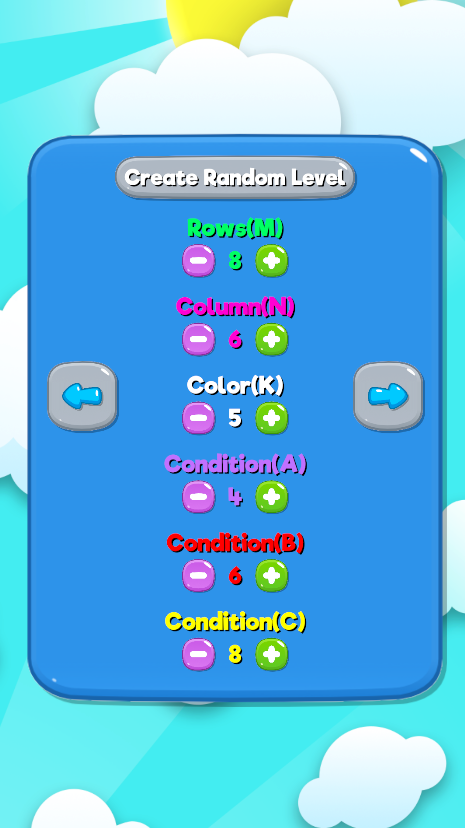 Create Random Level
Rows(M)
8
Column(N)
6
Color(K)
5
Condition(A)
4
Condition(B)
6
Condition(C)
8